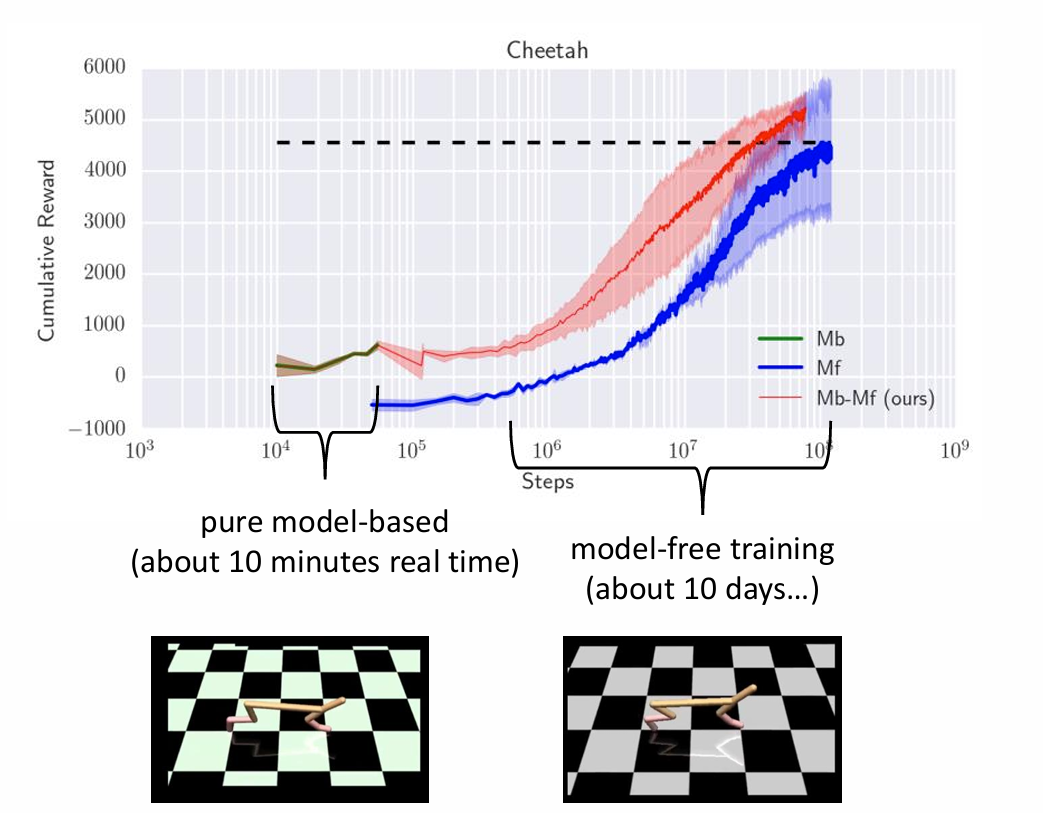 Cheetah
6000
5000
4000
3000
2000
1000
0
−1000
Cumulative Reward
Mb
Mf
Mb-Mf (ours)
10³ 10⁴ 10⁵ 10⁶ 10⁷ 10⁸ 10⁹
Steps
pure model-based
(about 10 minutes real time)
model-free training
(about 10 days...)